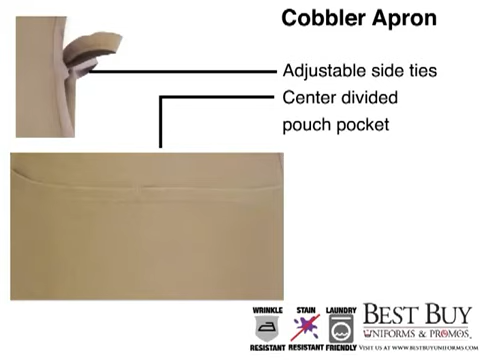 Cobbler Apron
Adjustable side ties
Center divided
pouch pocket
WRINKLE
RESISTANT
STAIN
RESISTANT
LAUNDRY
FRIENDLY
BEST BUY
UNIFORMS & PROMOS
VISIT US AT WWW.BESTBUYUNIFORMS.COM